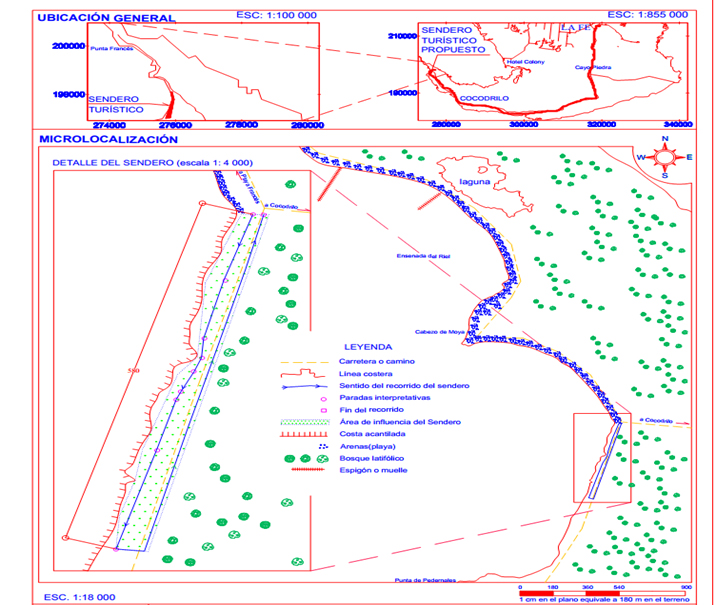 UBICACIÓN GENERAL
ESC: 1:100 000
ESC: 1:855 000
200000
Punta Francés
198000
SENDERO
TURÍSTICO
274000
276000
278000
280000
210000
SENDERO
TURÍSTICO
PROPUESTO
LA FE
Hotel Colony
Cayo Piedra
190000
COCODRILO
280000
300000
320000
340000
MICROLOCALIZACIÓN
DETALLE DEL SENDERO (escala 1: 4 000)
N
W
E
S
laguna
a Playa Francés
a Cocodrilo
Ensenada del Riel
Cabezo de Moya
580
LEYENDA
Carretera o camino
Línea costera
Sentido del recorrido del sendero
Paradas interpretativas
Fin del recorrido
Área de influencia del Sendero
Costa acantilada
Arenas(playa)
Bosque latifólico
Espigón o muelle
a Cocodrilo
Punta de Pedernales
ESC. 1:18 000
0 180 360 540 900
1 cm en el plano equivale a 180 m en el terreno